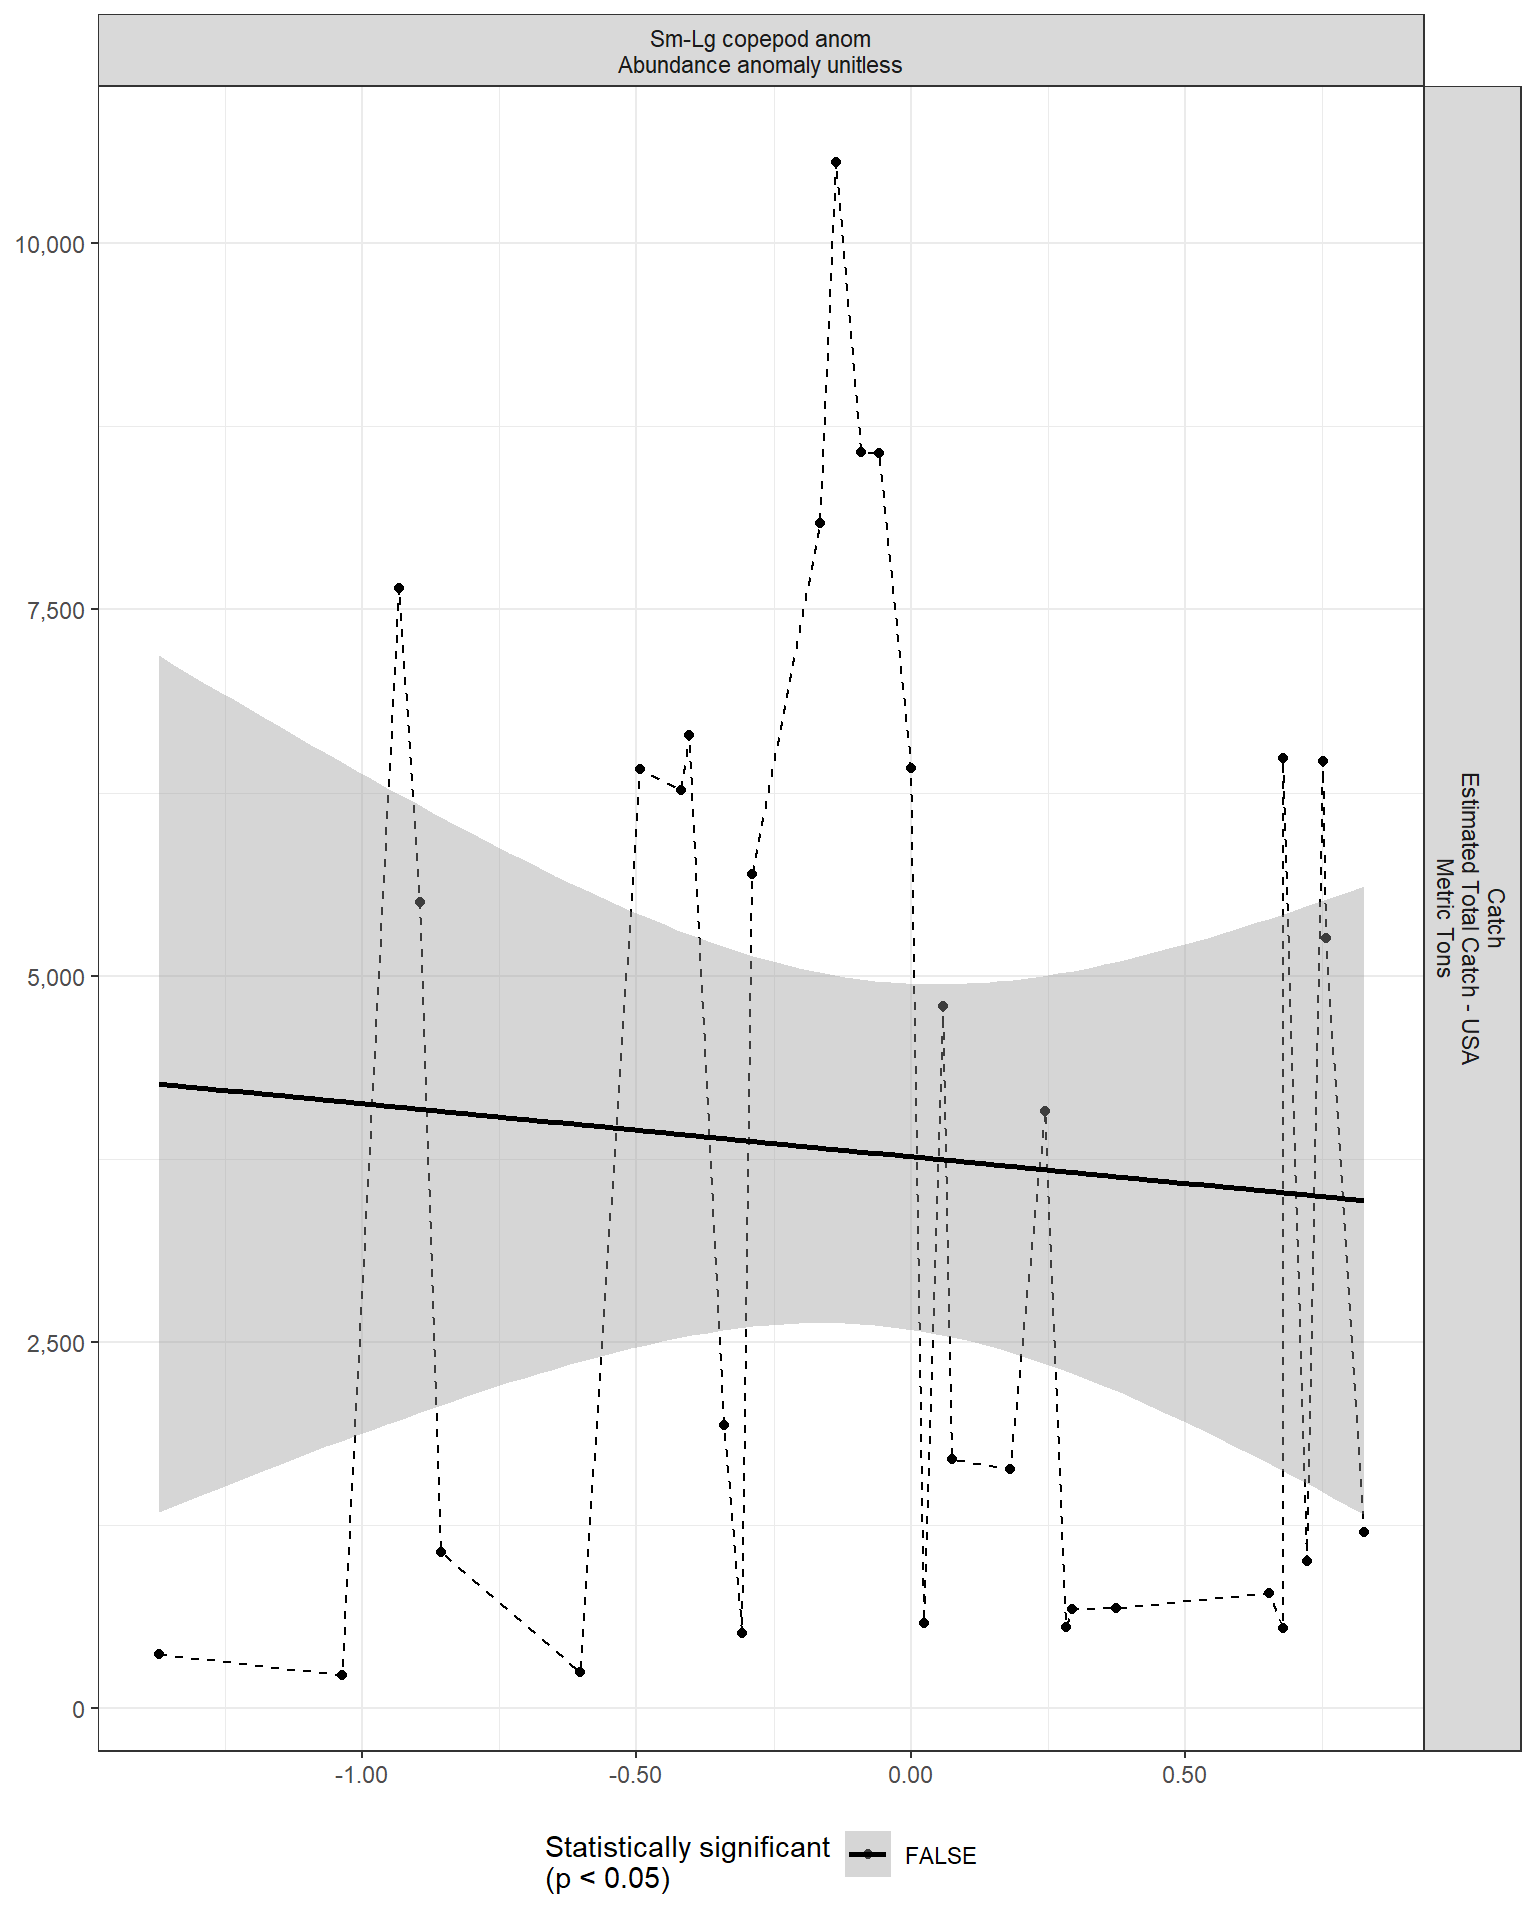 Sm-Lg copepod anom
Abundance anomaly unitless
10,000
7,500
5,000
2,500
0
-1.00
-0.50
0.00
0.50
Catch
Estimated Total Catch - USA
Metric Tons
Statistically significant
(p < 0.05)
FALSE